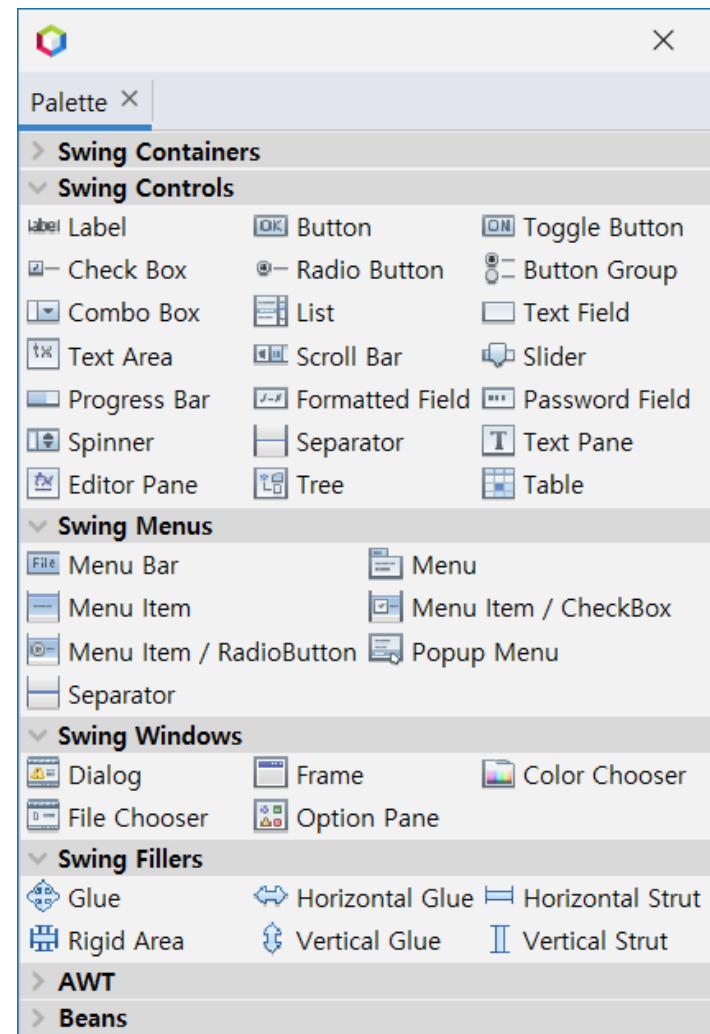 Palette
Swing Containers
Swing Controls
label Label OK Button ON Toggle Button
Check Box Radio Button Button Group
Combo Box List Text Field
Text Area Scroll Bar Slider
Progress Bar Formatted Field Password Field
Spinner Separator T Text Pane
Editor Pane Tree Table
Swing Menus
File Menu Bar Menu
Menu Item Menu Item / CheckBox
Menu Item / RadioButton Popup Menu
Separator
Swing Windows
Dialog Frame Color Chooser
File Chooser Option Pane
Swing Fillers
Glue Horizontal Glue Horizontal Strut
Rigid Area Vertical Glue Vertical Strut
AWT
Beans